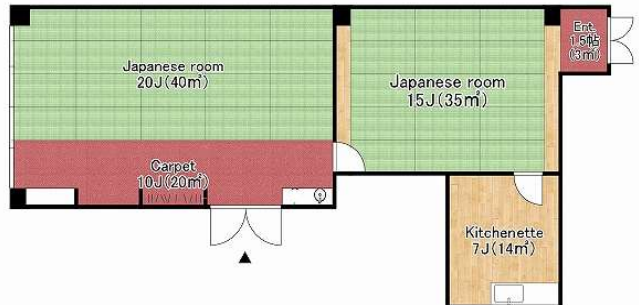 Japanese room
20J(40㎡)
Japanese room
15J(35㎡)
Ent.
1.5帖
(3㎡)
Carpet
10J(20㎡)
Kitchenette
7J(14㎡)